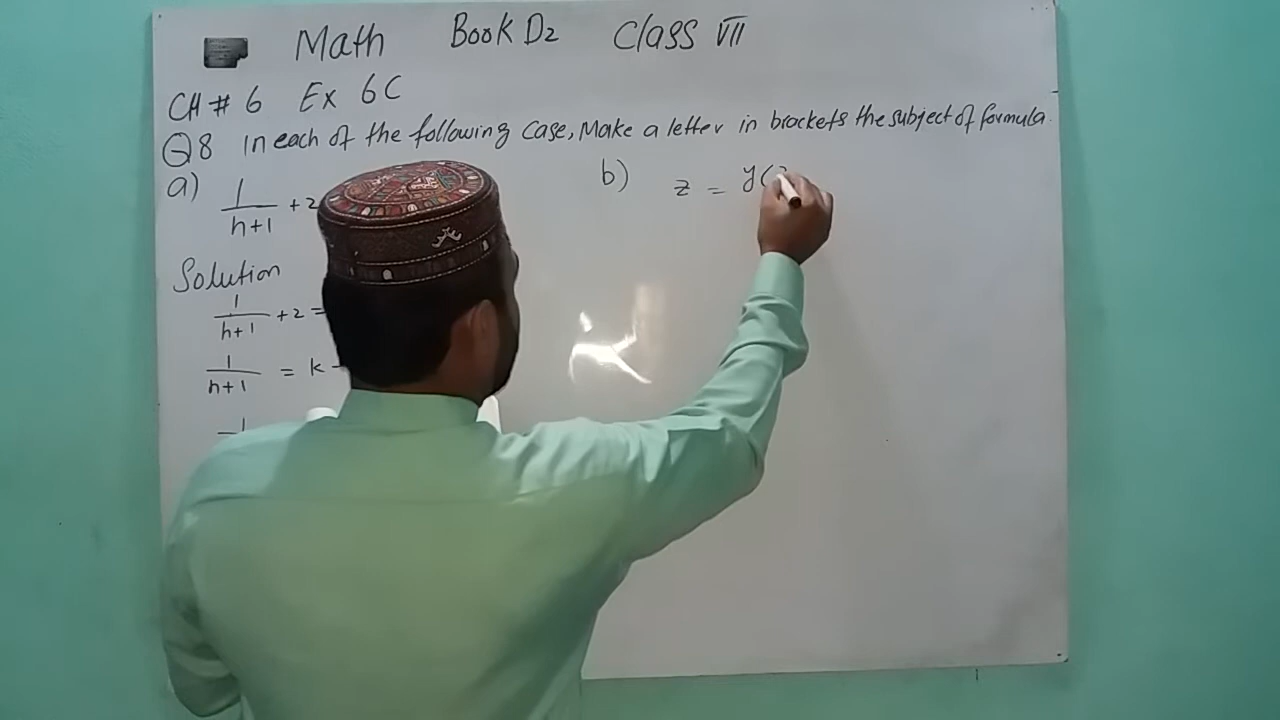 Math Book D2 Class VII
CH # 6 Ex 6C
Q8 In each of the following case, Make a letter in brackets the subject of formula.
a) 1/(h+1) + 2
b) z = y(
Solution
1/(h+1) + 2 =
1/(h+1) = k -
1